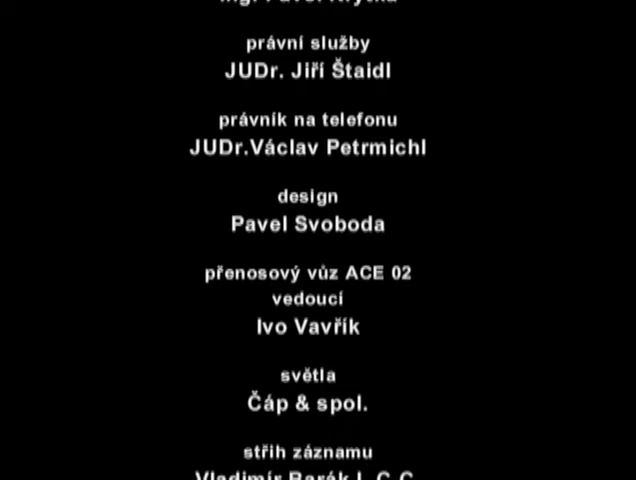 právní služby
JUDr. Jiří Štaidl
právník na telefonu
JUDr.Václav Petrmichl
design
Pavel Svoboda
přenosový vůz ACE 02
vedoucí
Ivo Vavřík
světla
Čáp & spol.
střih záznamu
Vladimír